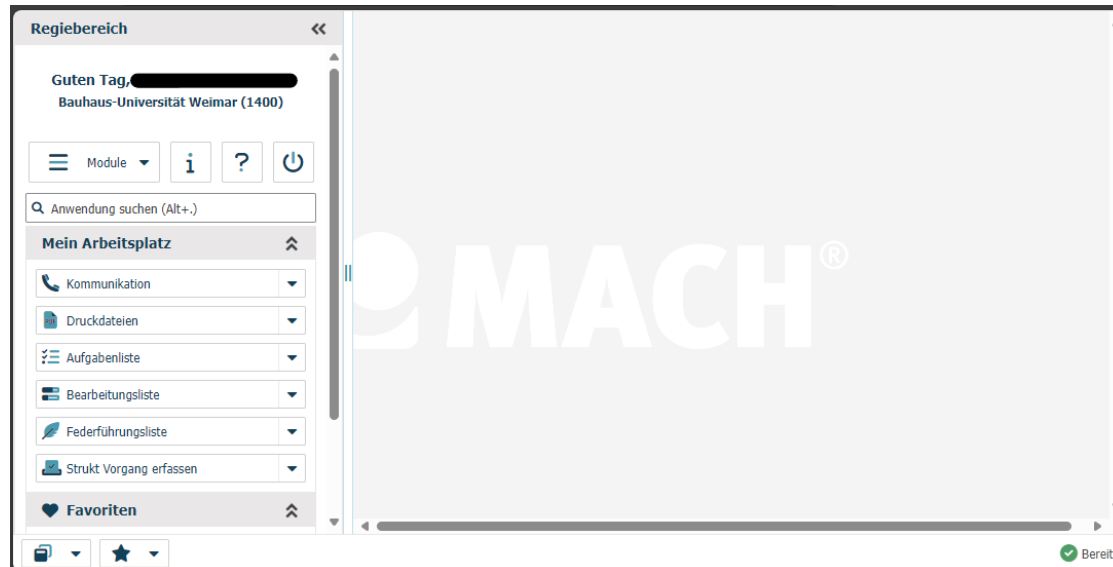 Regiebereich
Guten Tag,
Bauhaus-Universität Weimar (1400)
Module
i
?
Anwendung suchen (Alt+.)
Mein Arbeitsplatz
Kommunikation
Druckdateien
Aufgabenliste
Bearbeitungsliste
Federführungsliste
Strukt Vorgang erfassen
Favoriten
MACH®
Bereit